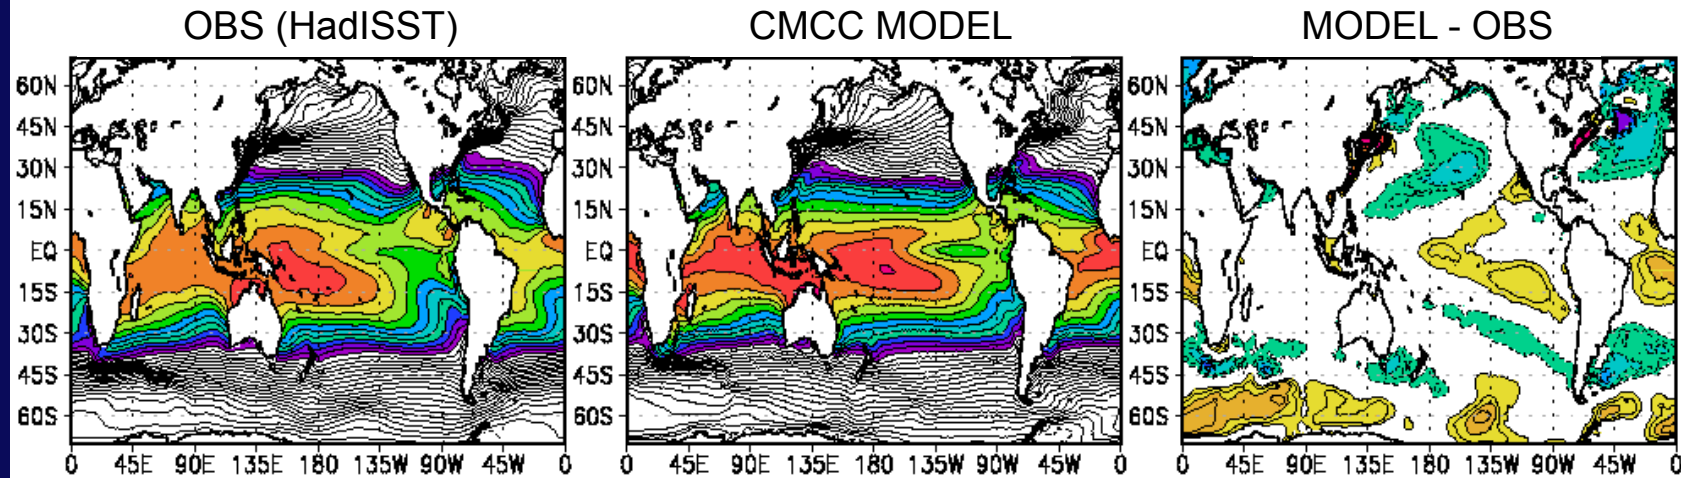 OBS (HadISST)
CMCC MODEL
MODEL - OBS
60N
45N
30N
15N
EQ
15S
30S
45S
60S
0 45E 90E 135E 180 135W 90W 45W 0
60N
45N
30N
15N
EQ
15S
30S
45S
60S
0 45E 90E 135E 180 135W 90W 45W 0
60N
45N
30N
15N
EQ
15S
30S
45S
60S
0 45E 90E 135E 180 135W 90W 45W 0